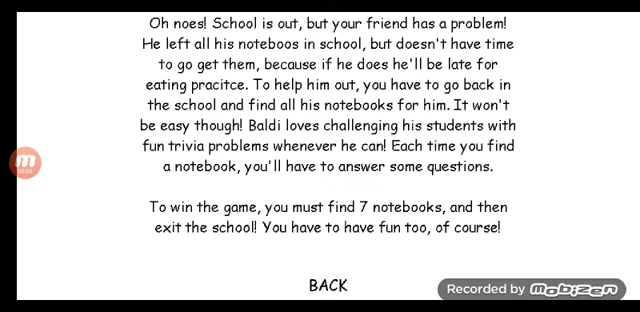 Oh noes! School is out, but your friend has a problem!
He left all his noteboos in school, but doesn't have time
to go get them, because if he does he'll be late for
eating pracitce. To help him out, you have to go back in
the school and find all his notebooks for him. It won't
be easy though! Baldi loves challenging his students with
fun trivia problems whenever he can! Each time you find
a notebook, you'll have to answer some questions.
To win the game, you must find 7 notebooks, and then
exit the school! You have to have fun too, of course!
BACK
Recorded by mobizen